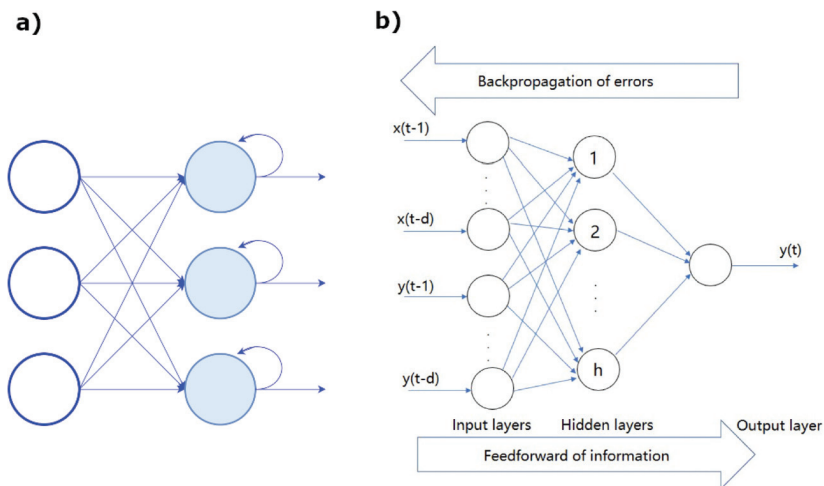 a)
b)
Backpropagation of errors
x(t-1)
1
x(t-d)
2
y(t)
y(t-1)
h
y(t-d)
Input layers
Hidden layers
Output layer
Feedforward of information